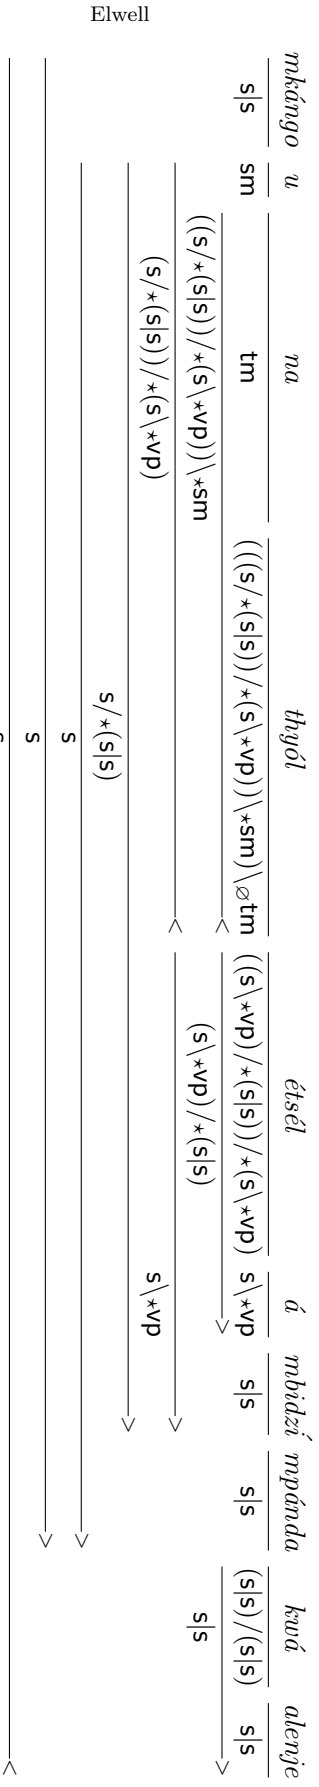 Elwell
mkángo u na thyól étsél á mbidzí mpánda kwá alenje
s|s sm tm (((s/⋆(s|s))/⋆(s\⋆vp))\⋆sm)\∅tm ((s\⋆vp)/⋆(s|s))/⋆(s\⋆vp) s\⋆vp s|s s|s (s|s)/(s|s) s|s
> > >
((s/⋆(s|s))/⋆(s\⋆vp))\⋆sm (s\⋆vp)/⋆(s|s) s|s
> >
(s/⋆(s|s))/⋆(s\⋆vp) s\⋆vp
>
s/⋆(s|s)
>
s
>
s
>
s